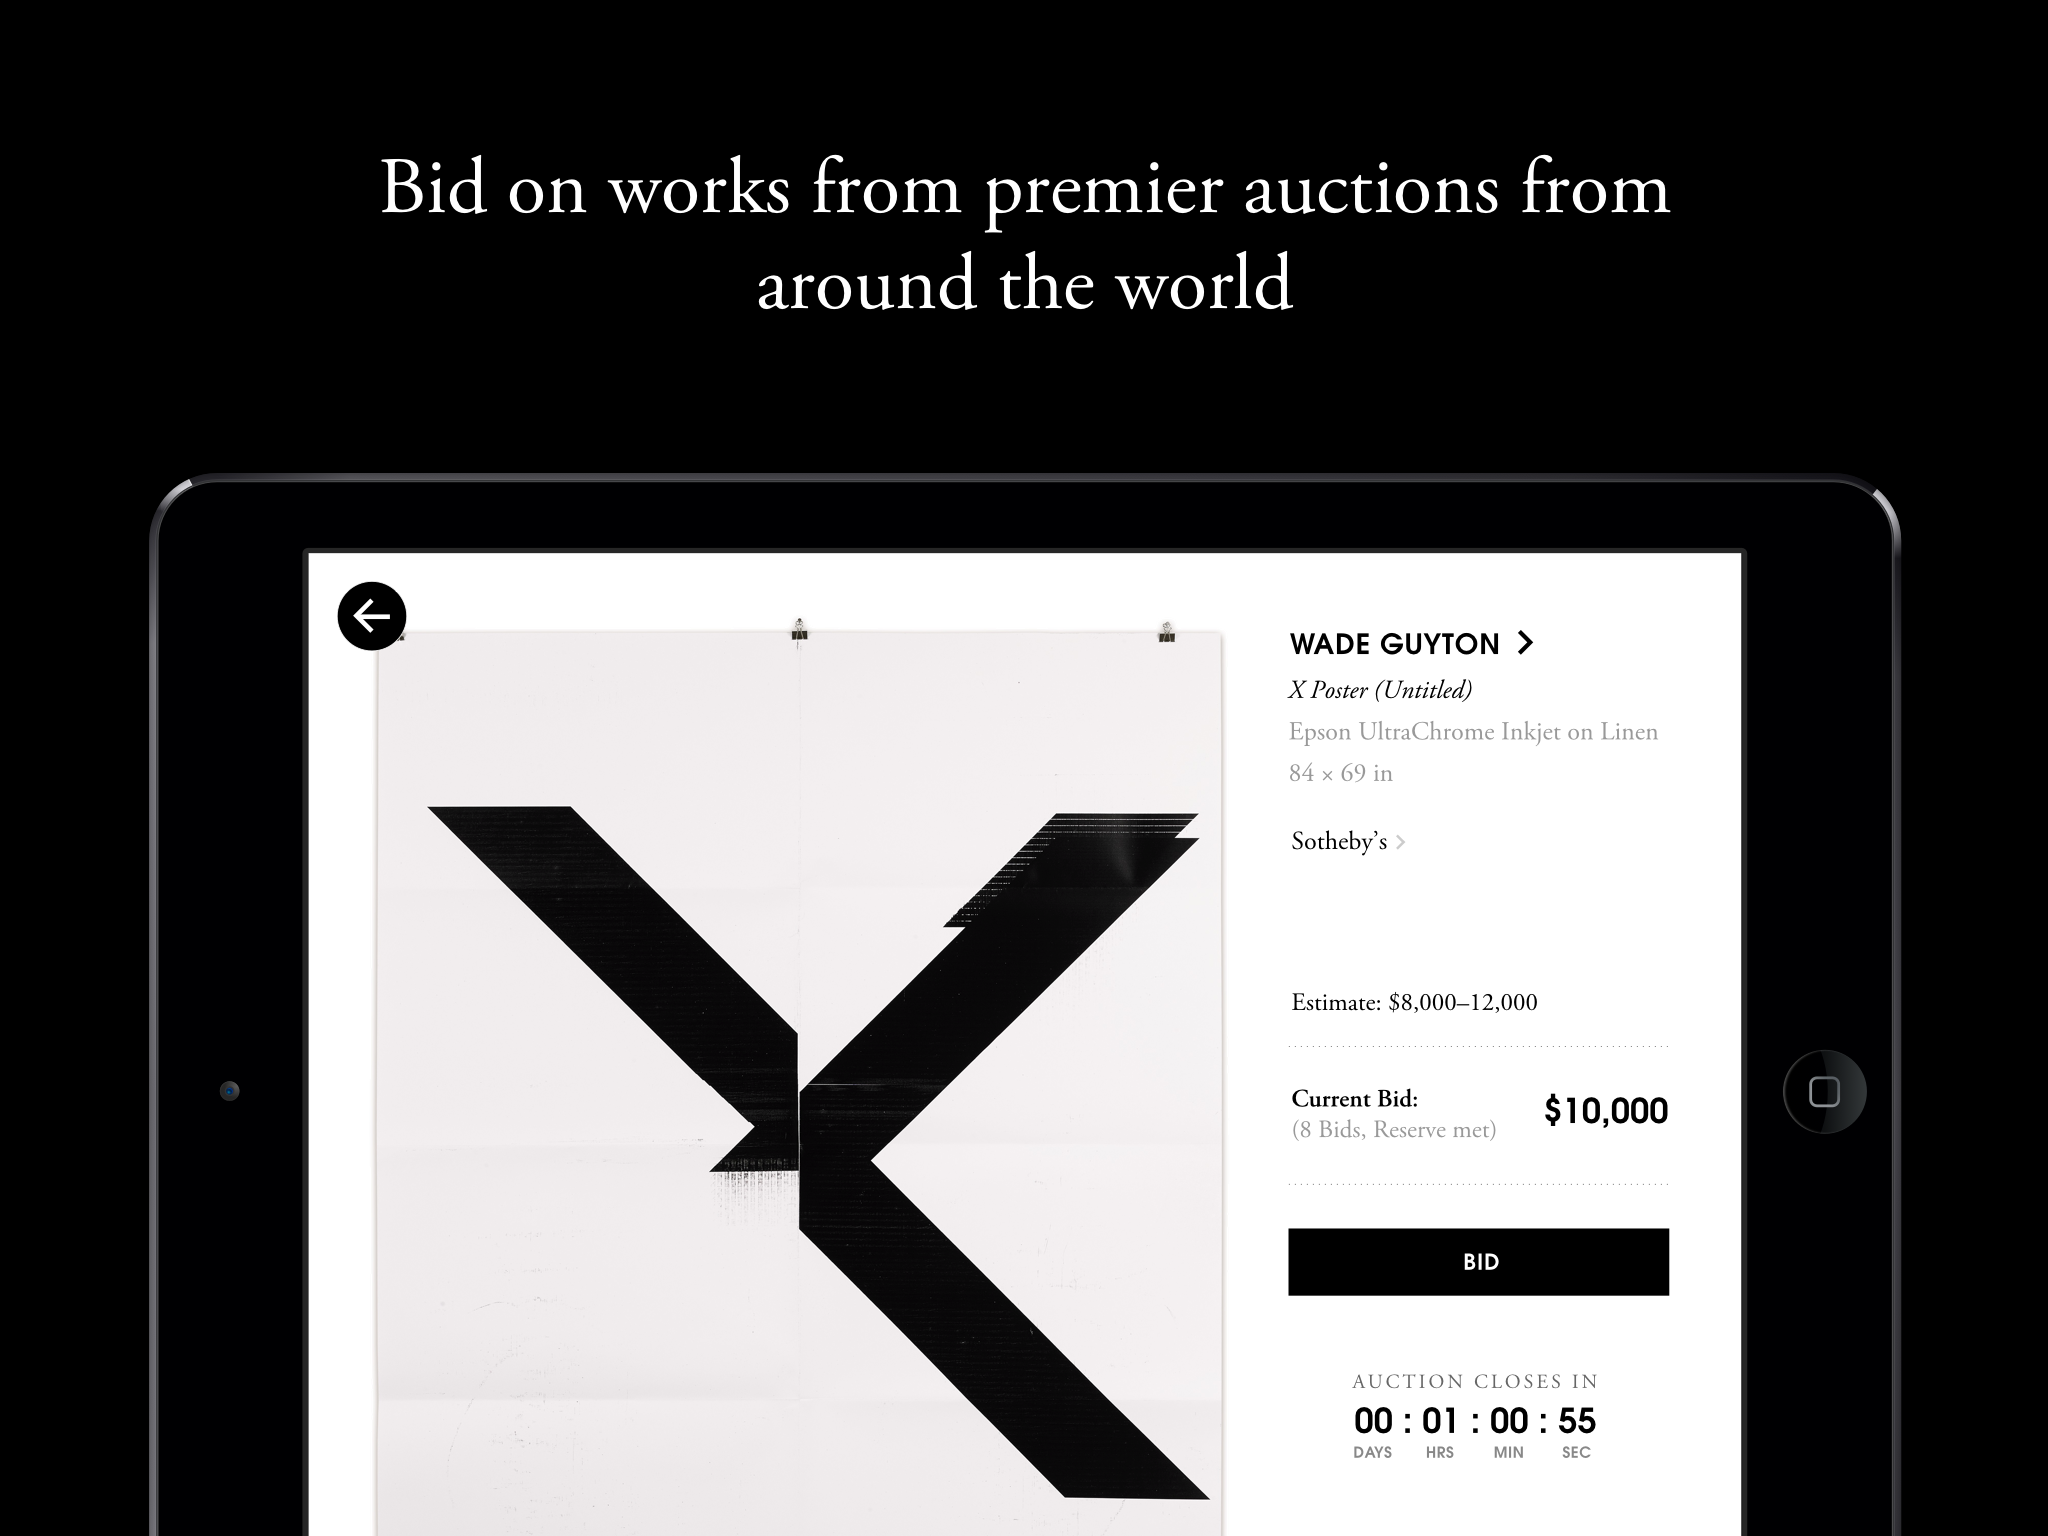 Bid on works from premier auctions from
around the world
WADE GUYTON
X Poster (Untitled)
Epson UltraChrome Inkjet on Linen
84 × 69 in
Sotheby’s
Estimate: $8,000–12,000
Current Bid:
(8 Bids, Reserve met)
$10,000
BID
AUCTION CLOSES IN
00 : 01 : 00 : 55
DAYS HRS MIN SEC